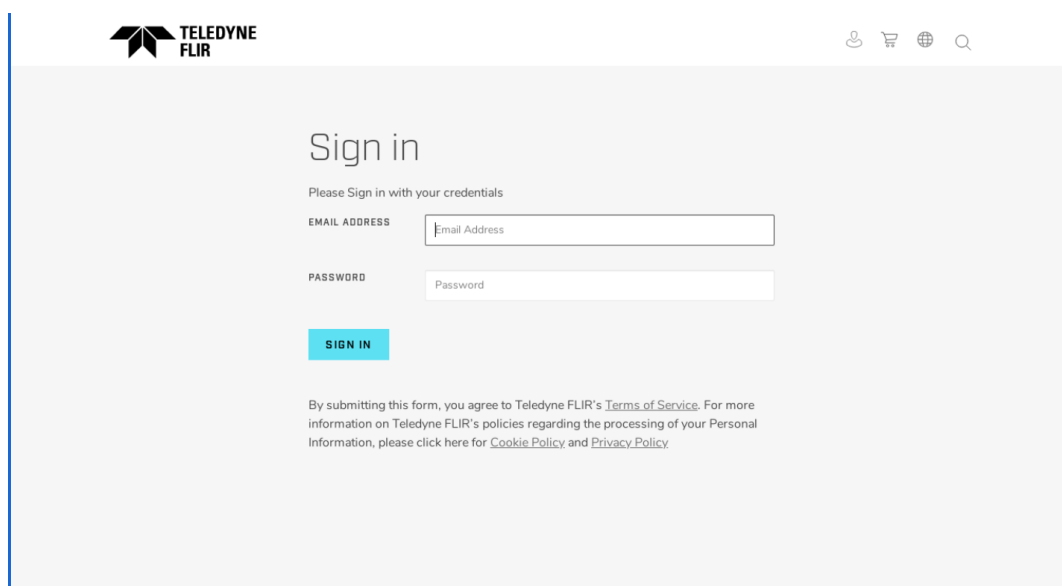 TELEDYNE
FLIR
Sign in
Please Sign in with your credentials
EMAIL ADDRESS
Email Address
PASSWORD
Password
SIGN IN
By submitting this form, you agree to Teledyne FLIR's Terms of Service. For more
information on Teledyne FLIR's policies regarding the processing of your Personal
Information, please click here for Cookie Policy and Privacy Policy